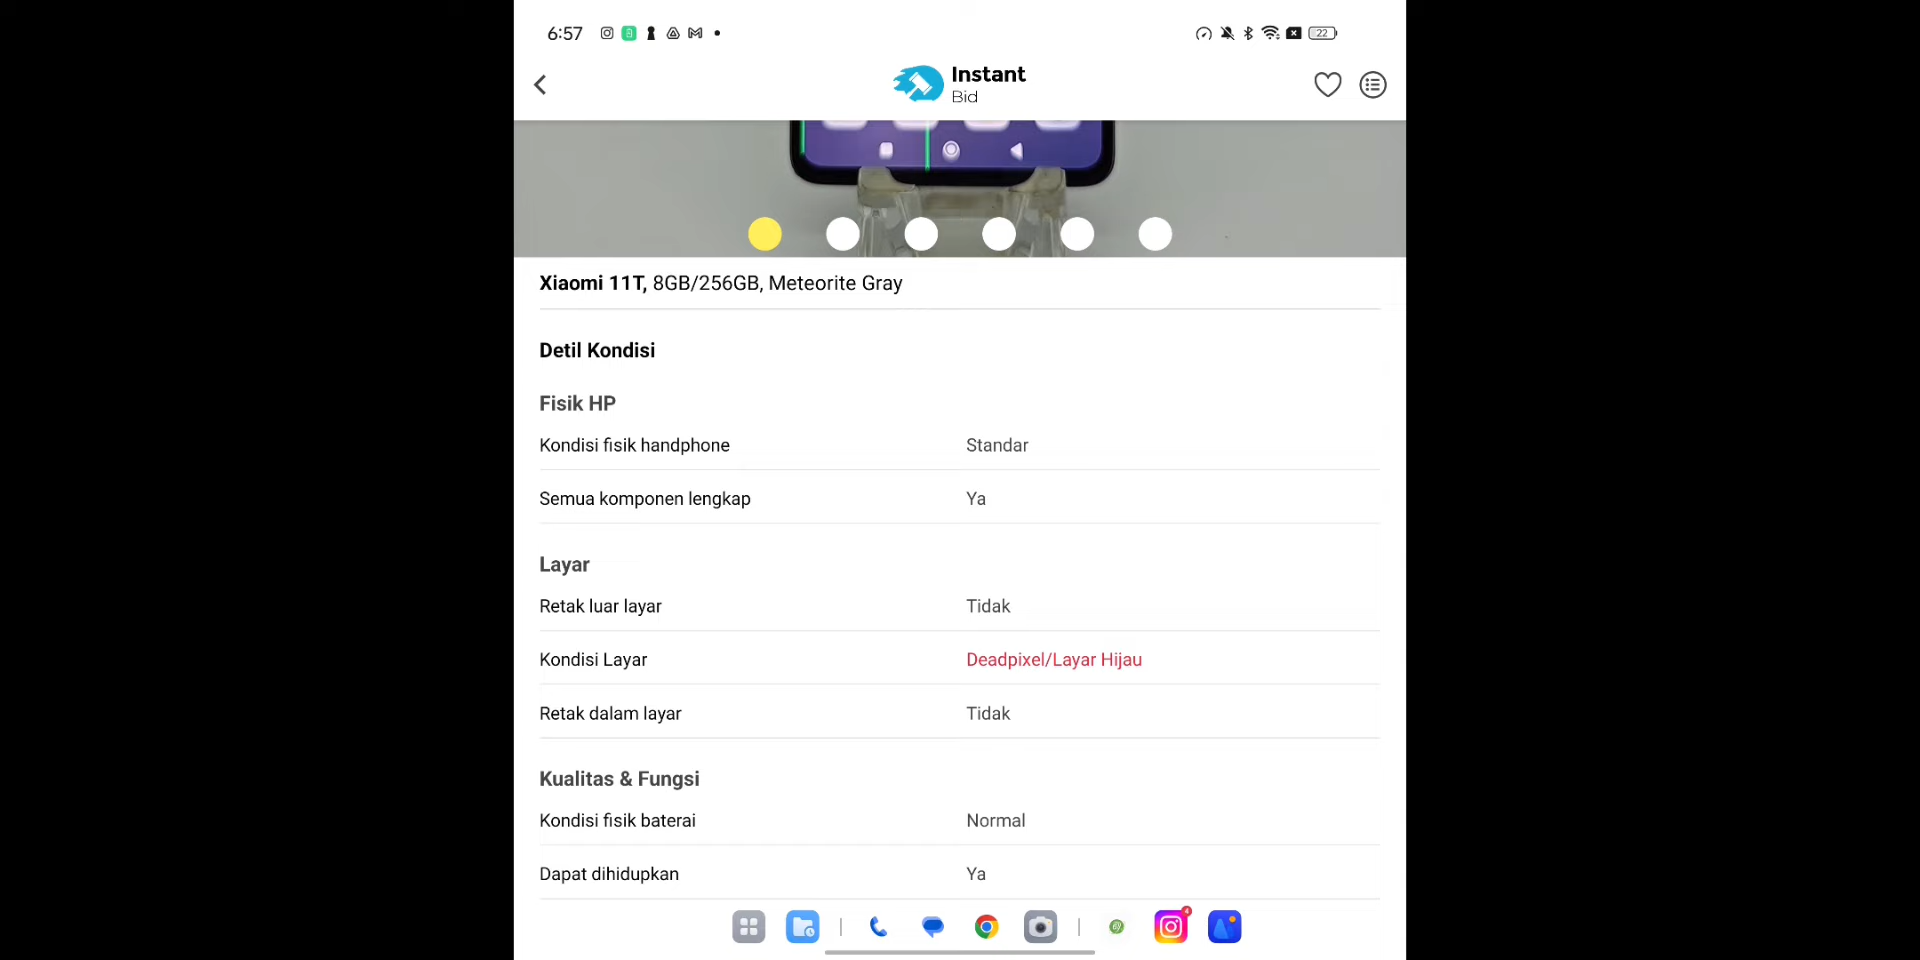 6:57
22
Instant
Bid
Xiaomi 11T, 8GB/256GB, Meteorite Gray
Detil Kondisi
Fisik HP
Kondisi fisik handphone Standar
Semua komponen lengkap Ya
Layar
Retak luar layar Tidak
Kondisi Layar Deadpixel/Layar Hijau
Retak dalam layar Tidak
Kualitas & Fungsi
Kondisi fisik baterai Normal
Dapat dihidupkan Ya